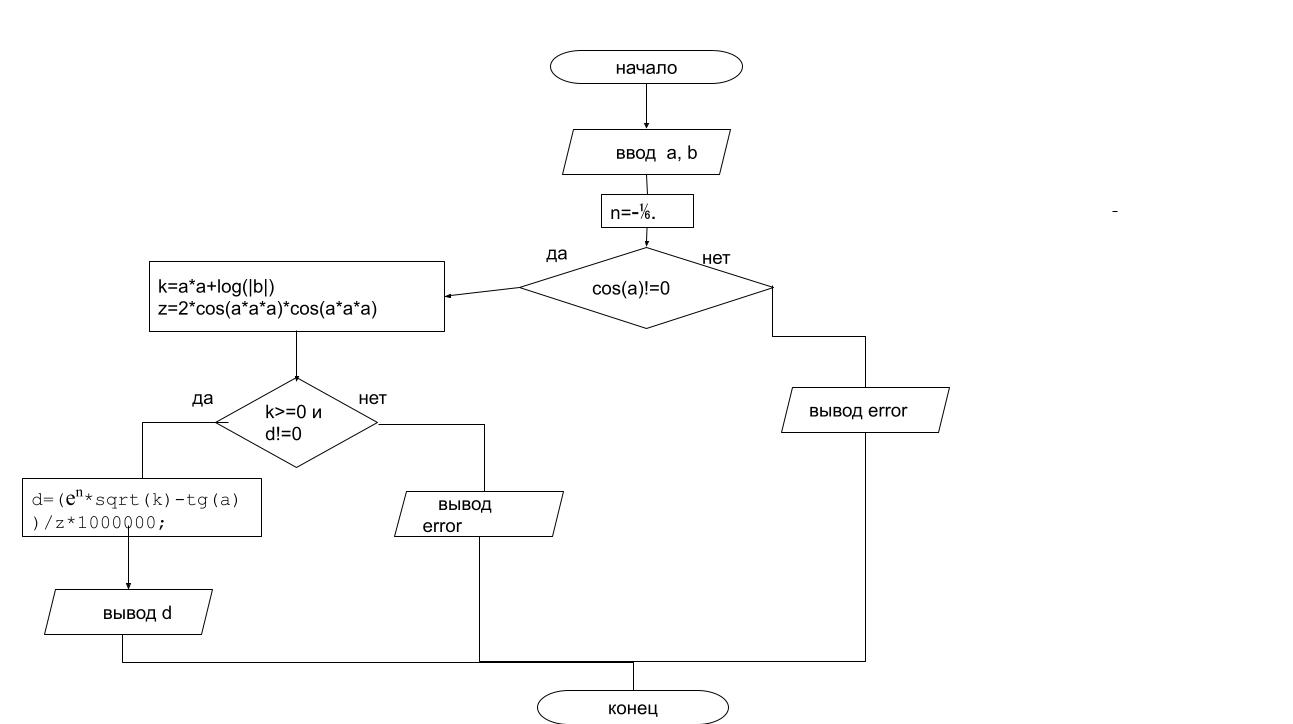 начало
ввод a, b
n=-⅙.
-
да
нет
cos(a)!=0
k=a*a+log(|b|)
z=2*cos(a*a*a)*cos(a*a*a)
да
нет
k>=0 и
d!=0
вывод error
d=(eⁿ*sqrt(k)-tg(a)
)/z*1000000;
вывод
error
вывод d
конец